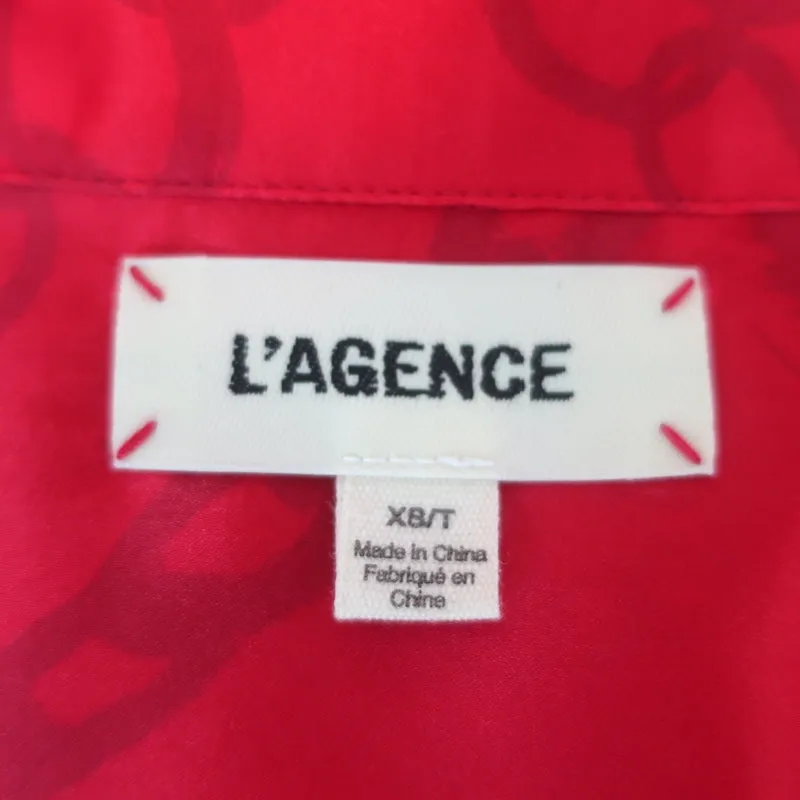 L'AGENCE
XS/T
Made in China
Fabriqué en
Chine